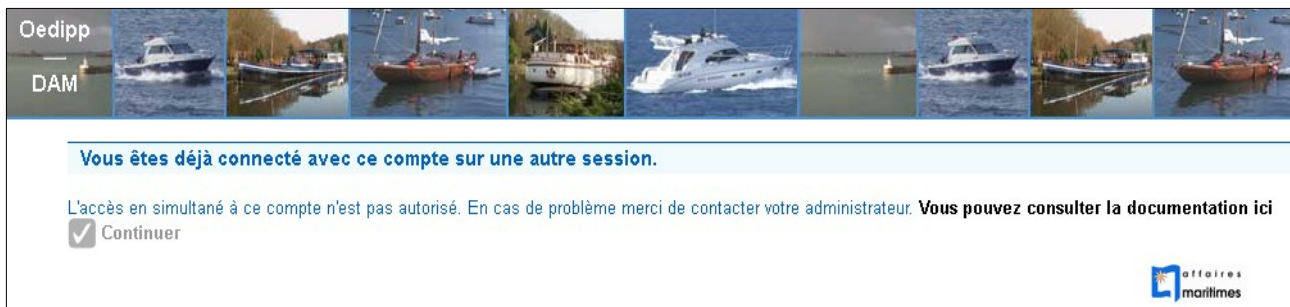 Oedipp
DAM
Vous êtes déjà connecté avec ce compte sur une autre session.
L'accès en simultané à ce compte n'est pas autorisé. En cas de problème merci de contacter votre administrateur. Vous pouvez consulter la documentation ici
Continuer
affaires
maritimes